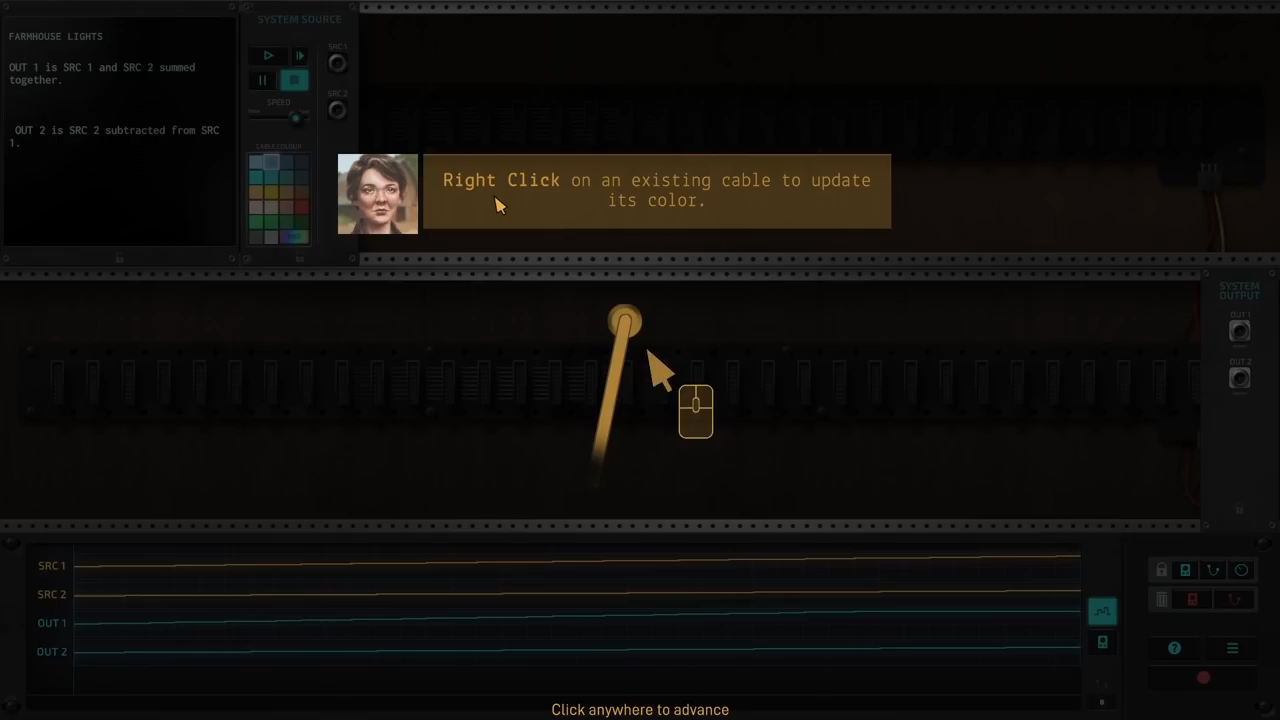 FARMHOUSE LIGHTS
OUT 1 is SRC 1 and SRC 2 summed
together.
OUT 2 is SRC 2 subtracted from SRC
1.
SYSTEM SOURCE
SRC 1
SRC 2
SPEED
CABLE COLOUR
Right Click on an existing cable to update
its color.
SYSTEM
OUTPUT
OUT 1
OUT 2
SRC 1
SRC 2
OUT 1
OUT 2
?
Click anywhere to advance